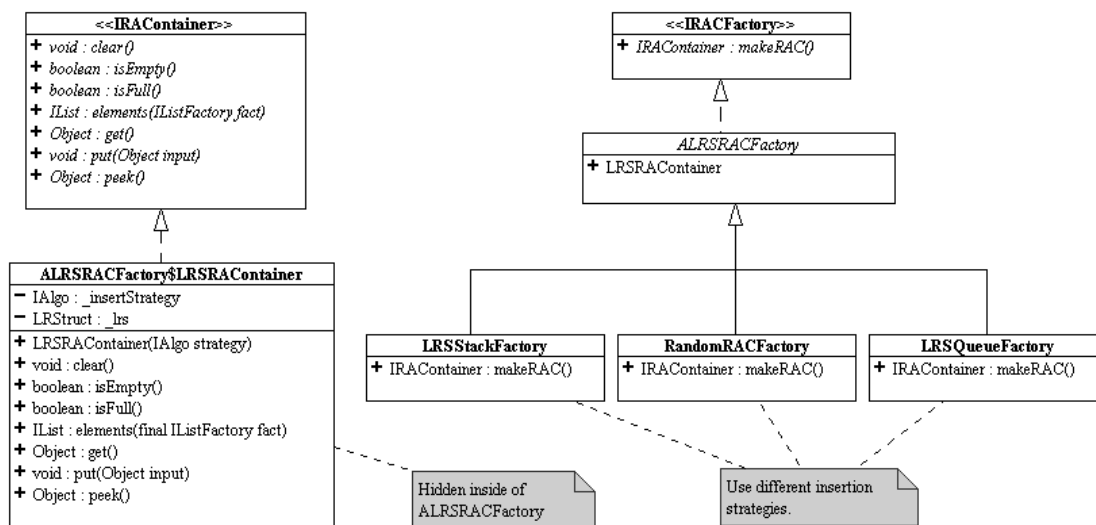 <<IRAContainer>>
+ void : clear()
+ boolean : isEmpty()
+ boolean : isFull()
+ IList : elements(IListFactory fact)
+ Object : get()
+ void : put(Object input)
+ Object : peek()
ALRSRACFactory$LRSRAContainer
− IAlgo : _insertStrategy
− LRStruct : _lrs
+ LRSRAContainer(IAlgo strategy)
+ void : clear()
+ boolean : isEmpty()
+ boolean : isFull()
+ IList : elements(final IListFactory fact)
+ Object : get()
+ void : put(Object input)
+ Object : peek()
Hidden inside of
ALRSRACFactory
<<IRACFactory>>
+ IRAContainer : makeRAC()
ALRSRACFactory
+ LRSRAContainer
LRSStackFactory
+ IRAContainer : makeRAC()
RandomRACFactory
+ IRAContainer : makeRAC()
LRSQueueFactory
+ IRAContainer : makeRAC()
Use different insertion
strategies.